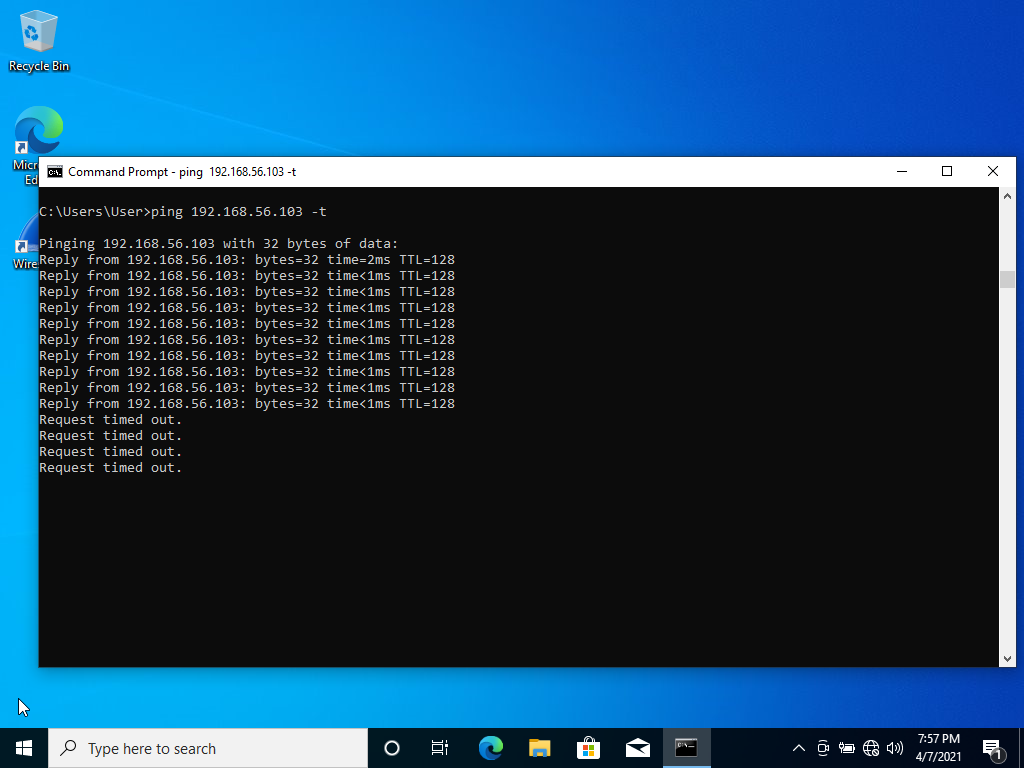 Recycle Bin
Micr
Ed
Wire
Command Prompt - ping  192.168.56.103 -t
C:\Users\User>ping 192.168.56.103 -t
Pinging 192.168.56.103 with 32 bytes of data:
Reply from 192.168.56.103: bytes=32 time=2ms TTL=128
Reply from 192.168.56.103: bytes=32 time<1ms TTL=128
Reply from 192.168.56.103: bytes=32 time<1ms TTL=128
Reply from 192.168.56.103: bytes=32 time<1ms TTL=128
Reply from 192.168.56.103: bytes=32 time<1ms TTL=128
Reply from 192.168.56.103: bytes=32 time<1ms TTL=128
Reply from 192.168.56.103: bytes=32 time<1ms TTL=128
Reply from 192.168.56.103: bytes=32 time<1ms TTL=128
Reply from 192.168.56.103: bytes=32 time<1ms TTL=128
Reply from 192.168.56.103: bytes=32 time<1ms TTL=128
Request timed out.
Request timed out.
Request timed out.
Request timed out.
Type here to search
7:57 PM
4/7/2021
1